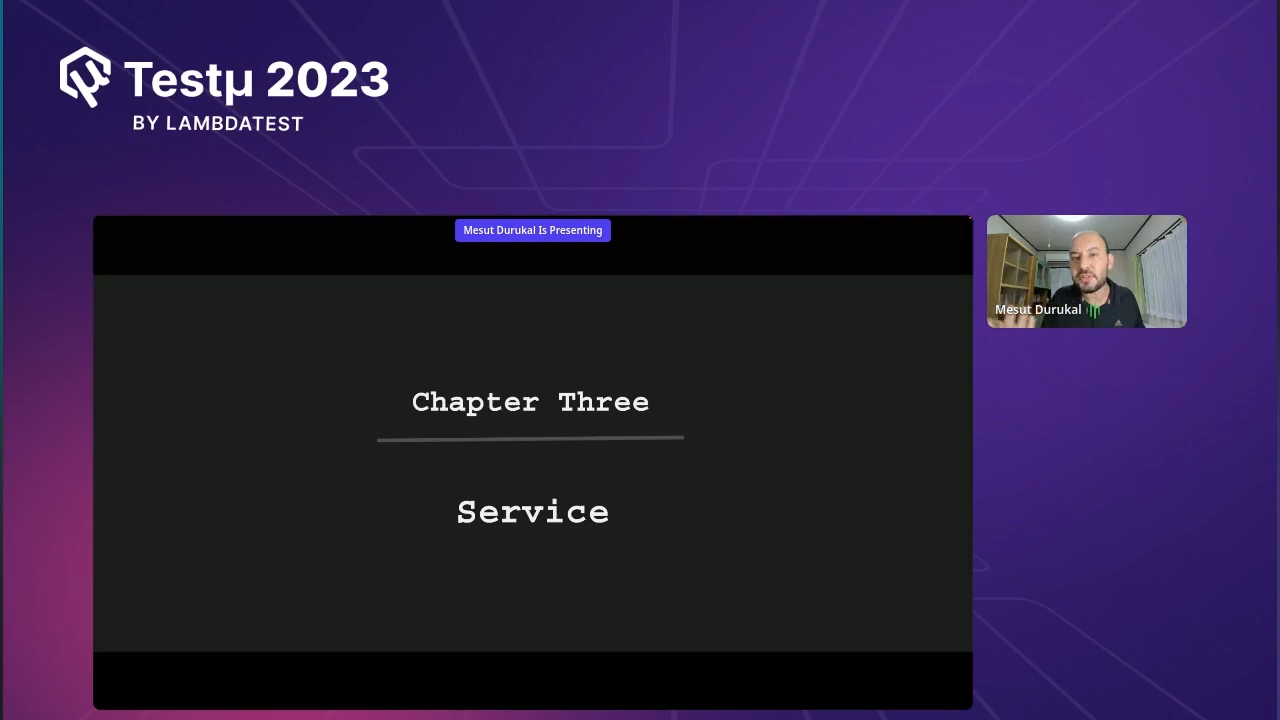 Testμ 2023
BY LAMBDATEST
Mesut Durukal Is Presenting
Chapter Three
Service
Mesut Durukal